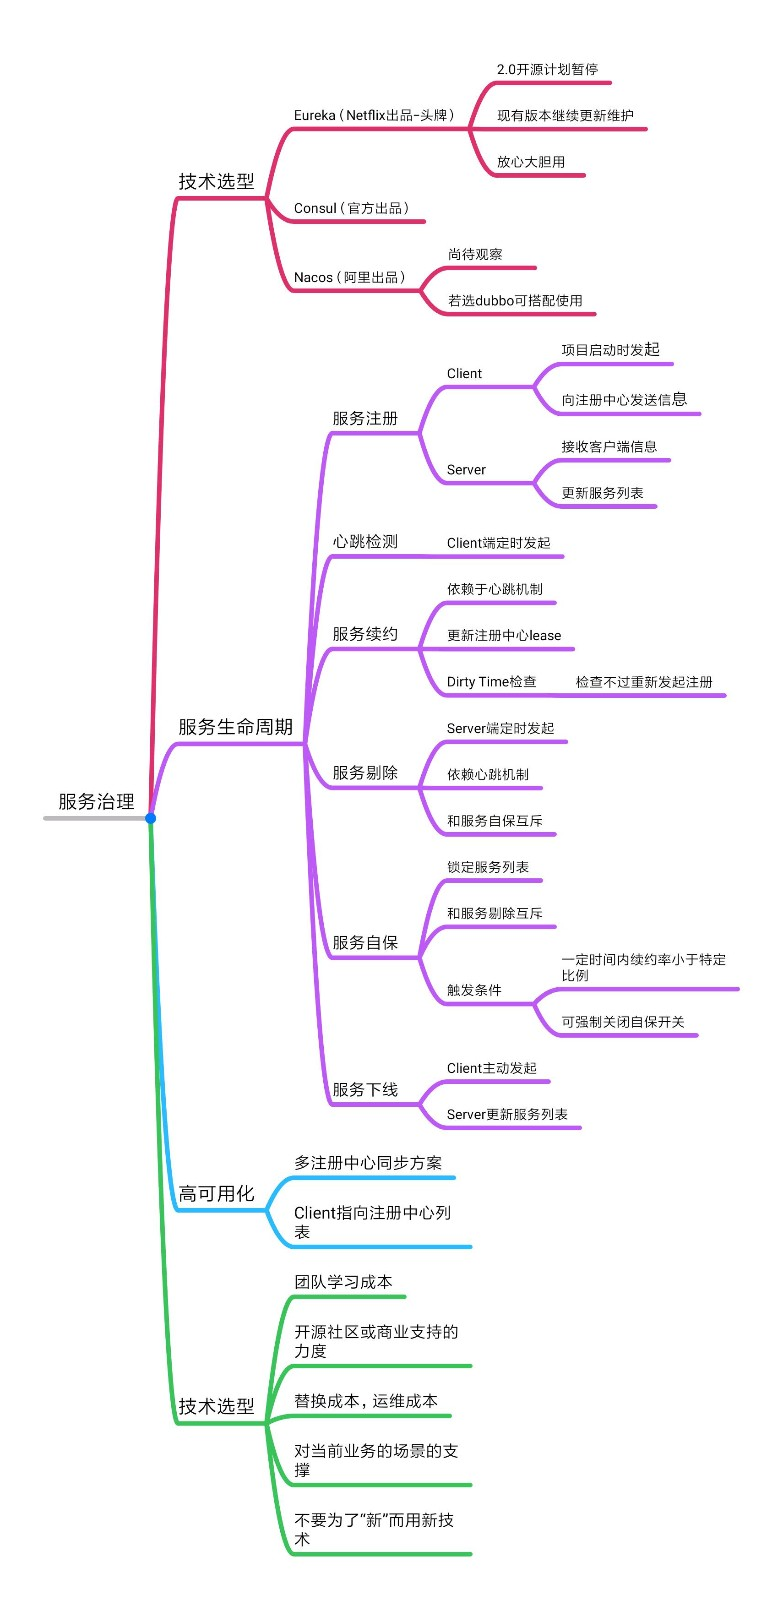 2.0开源计划暂停
Eureka（Netflix出品-头牌）
现有版本继续更新维护
放心大胆用
技术选型
Consul（官方出品）
尚待观察
Nacos（阿里出品）
若选dubbo可搭配使用
项目启动时发起
Client
向注册中心发送信息
服务注册
接收客户端信息
Server
更新服务列表
心跳检测
Client端定时发起
依赖于心跳机制
服务续约
更新注册中心lease
Dirty Time检查
检查不过重新发起注册
服务生命周期
Server端定时发起
服务剔除
依赖心跳机制
和服务自保互斥
服务治理
锁定服务列表
和服务剔除互斥
服务自保
一定时间内续约率小于特定
比例
触发条件
可强制关闭自保开关
Client主动发起
服务下线
Server更新服务列表
多注册中心同步方案
高可用化
Client指向注册中心列
表
团队学习成本
开源社区或商业支持的
力度
技术选型
替换成本，运维成本
对当前业务的场景的支
撑
不要为了“新”而用新技
术